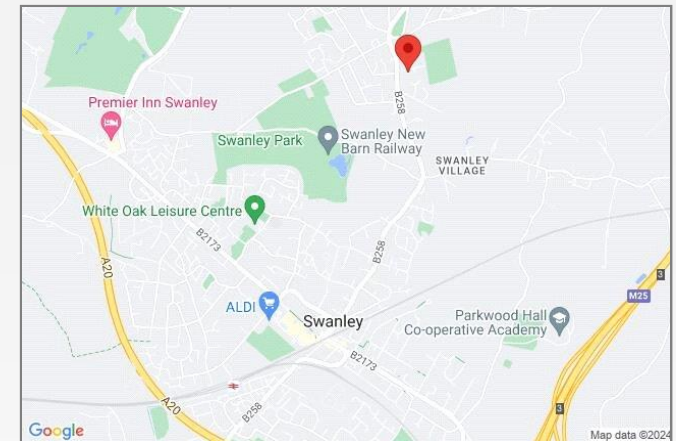 Premier Inn Swanley
B258
Swanley Park
Swanley New
Barn Railway
SWANLEY
VILLAGE
White Oak Leisure Centre
B2173
B258
A20
3
M25
ALDI
Swanley
Parkwood Hall
Co-operative Academy
B2173
A20
B258
3
Google
Map data ©2024